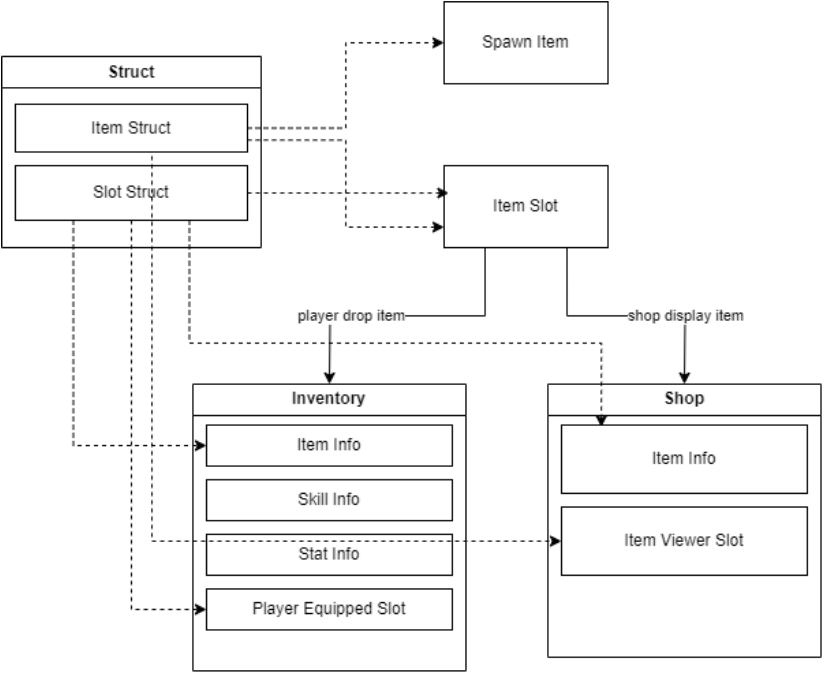 Spawn Item
Struct
Item Struct
Slot Struct
Item Slot
player drop item
shop display item
Inventory
Item Info
Skill Info
Stat Info
Player Equipped Slot
Shop
Item Info
Item Viewer Slot